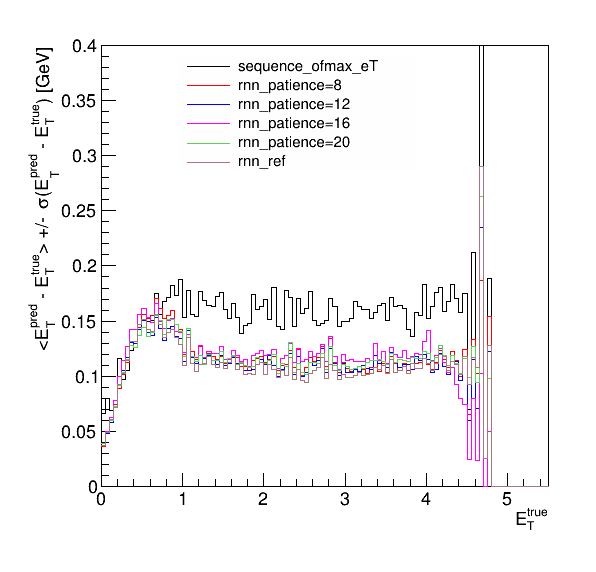 <E_T^pred - E_T^true> +/- σ(E_T^pred - E_T^true) [GeV]
0.4
0.35
0.3
0.25
0.2
0.15
0.1
0.05
0
sequence_ofmax_eT
rnn_patience=8
rnn_patience=12
rnn_patience=16
rnn_patience=20
rnn_ref
0 1 2 3 4 5
E_T^true